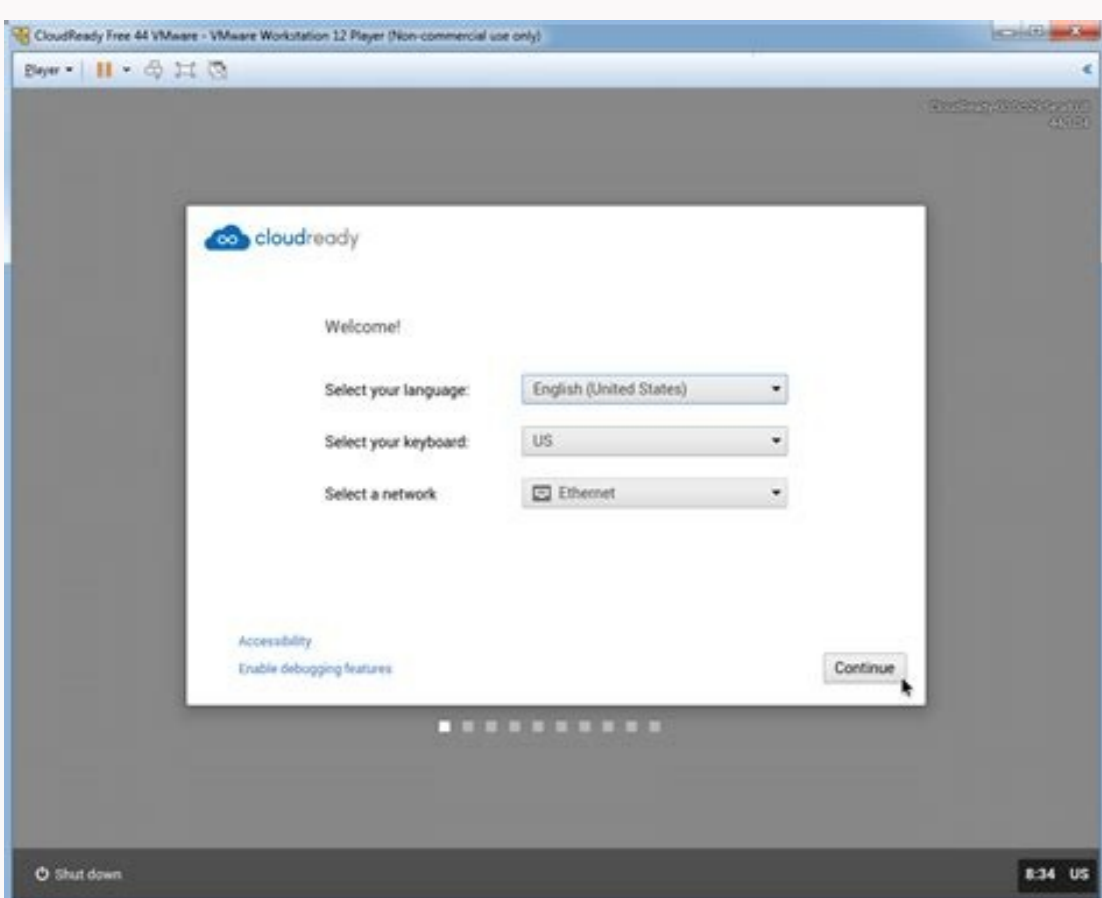 CloudReady Free 44 VMware - VMware Workstation 12 Player (Non-commercial use only)
Player
cloudready
Welcome!
Select your language:
English (United States)
Select your keyboard:
US
Select a network
Ethernet
Accessibility
Enable debugging features
Continue
Shut down
8:34 US